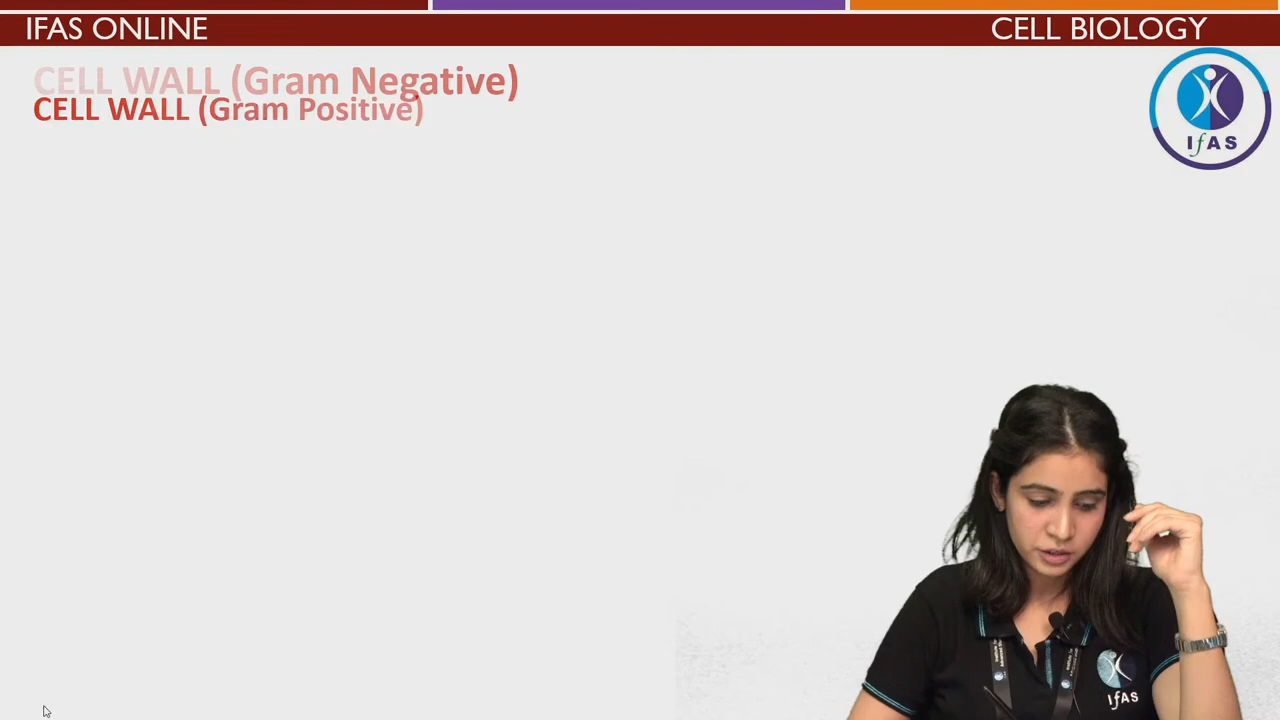 IFAS ONLINE
CELL BIOLOGY
CELL WALL (Gram Negative)
CELL WALL (Gram Positive)
IfAS
IfAS